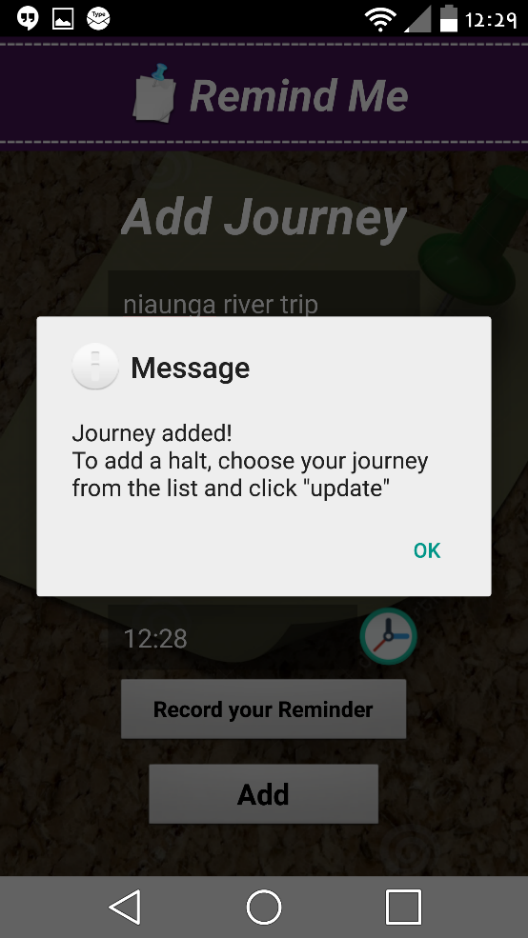 Type
12:29
Remind Me
Add Journey
niaunga river trip
Message
Journey added!
To add a halt, choose your journey
from the list and click "update"
OK
12:28
Record your Reminder
Add